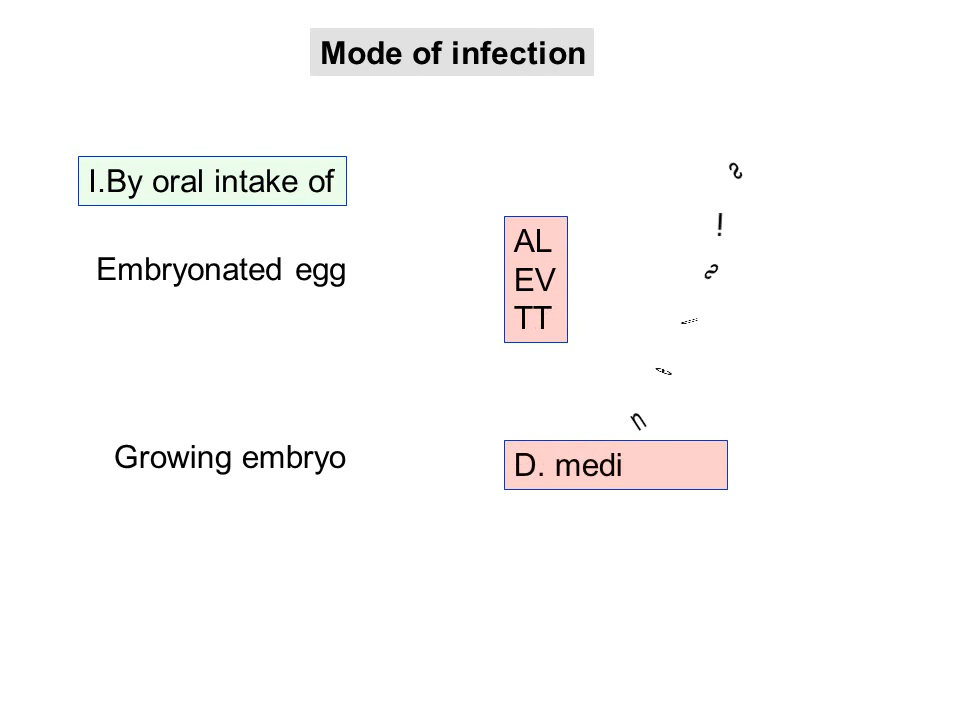 Mode of infection
I.By oral intake of
Embryonated egg
AL
EV
TT
Growing embryo
D. medi